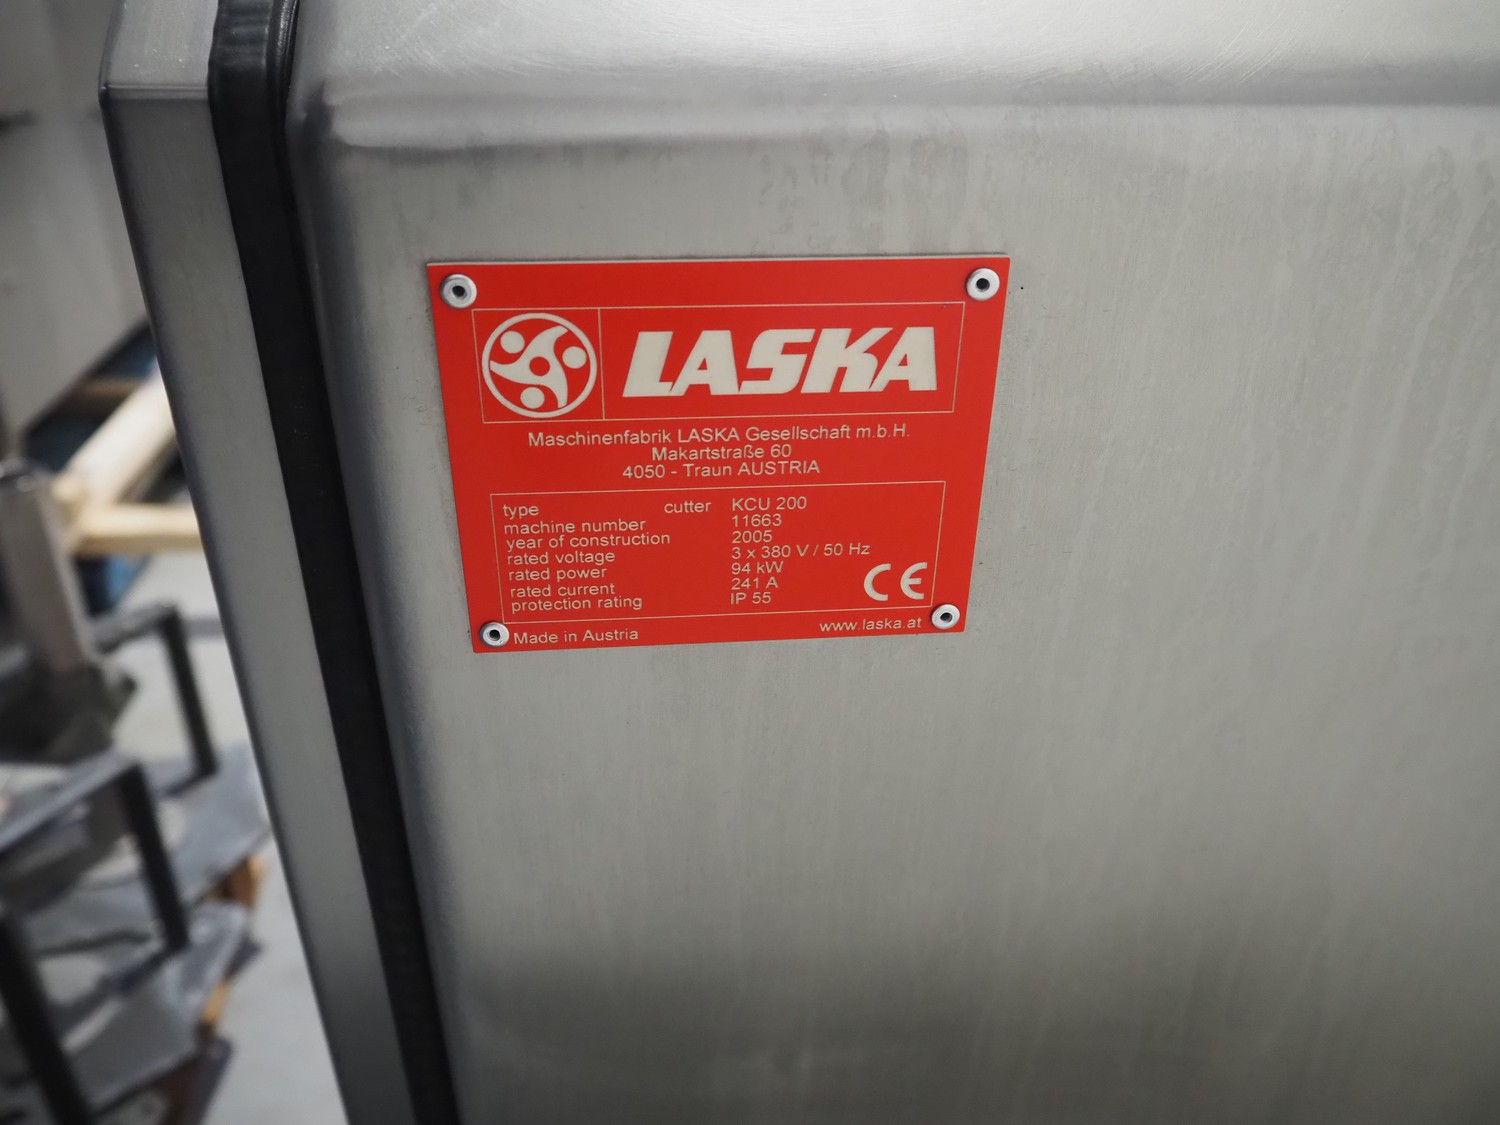 LASKA
Maschinenfabrik LASKA Gesellschaft m.b.H.
Makartstraße 60
4050 - Traun AUSTRIA
type cutter KCU 200
machine number 11663
year of construction 2005
rated voltage 3 x 380 V / 50 Hz
rated power 94 kW
rated current 241 A
protection rating IP 55
CE
Made in Austria www.laska.at